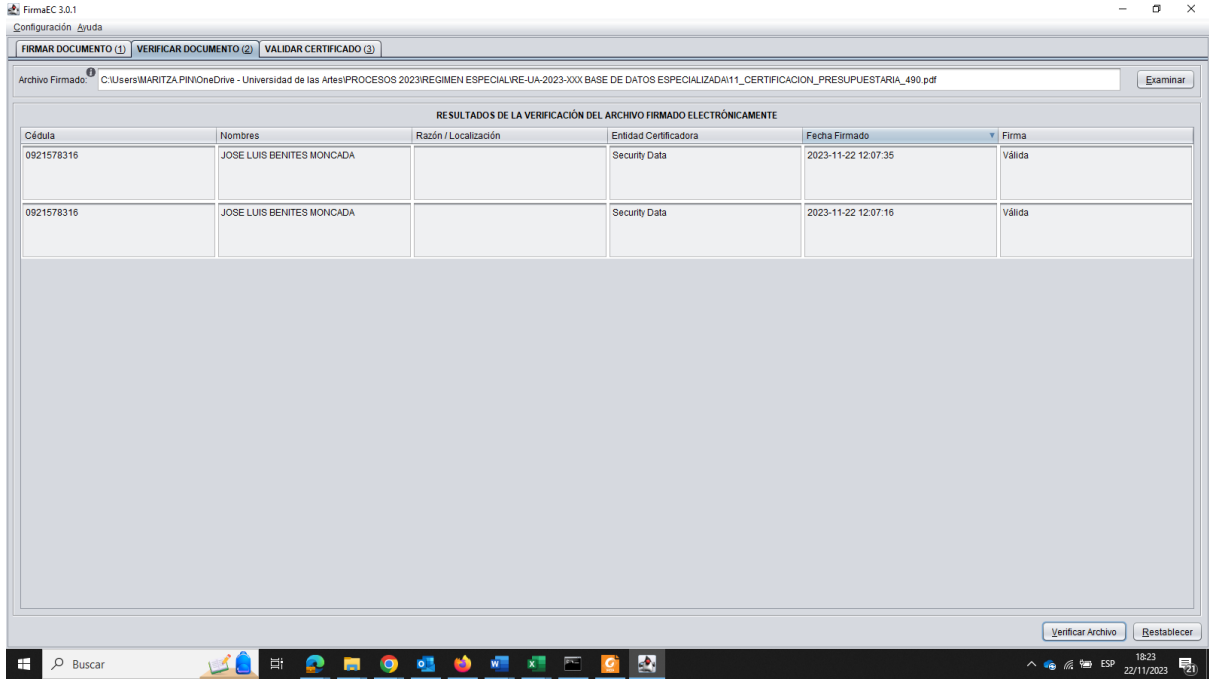 FirmaEC 3.0.1
Configuración Ayuda
FIRMAR DOCUMENTO (1) VERIFICAR DOCUMENTO (2) VALIDAR CERTIFICADO (3)
Archivo Firmado: C:\Users\MARITZA.PIN\OneDrive - Universidad de las Artes\PROCESOS 2023\REGIMEN ESPECIAL\RE-UA-2023-XXX BASE DE DATOS ESPECIALIZADA\11_CERTIFICACION_PRESUPUESTARIA_490.pdf Examinar
RESULTADOS DE LA VERIFICACIÓN DEL ARCHIVO FIRMADO ELECTRÓNICAMENTE
Cédula Nombres Razón / Localización Entidad Certificadora Fecha Firmado Firma
0921578316 JOSE LUIS BENITES MONCADA Security Data 2023-11-22 12:07:35 Válida
0921578316 JOSE LUIS BENITES MONCADA Security Data 2023-11-22 12:07:16 Válida
Verificar Archivo Restablecer
Buscar ESP 18:23
22/11/2023 21